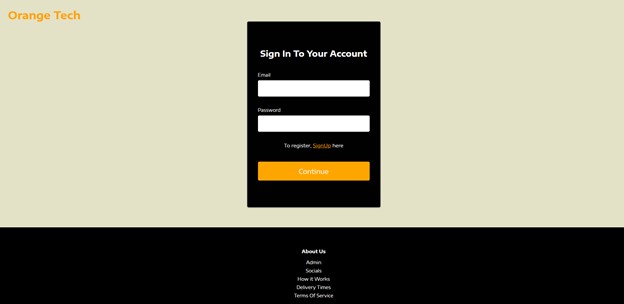 Orange Tech
Sign In To Your Account
Email
Password
To register, SignUp here
Continue
About Us
Admin
Socials
How it Works
Delivery Times
Terms Of Service